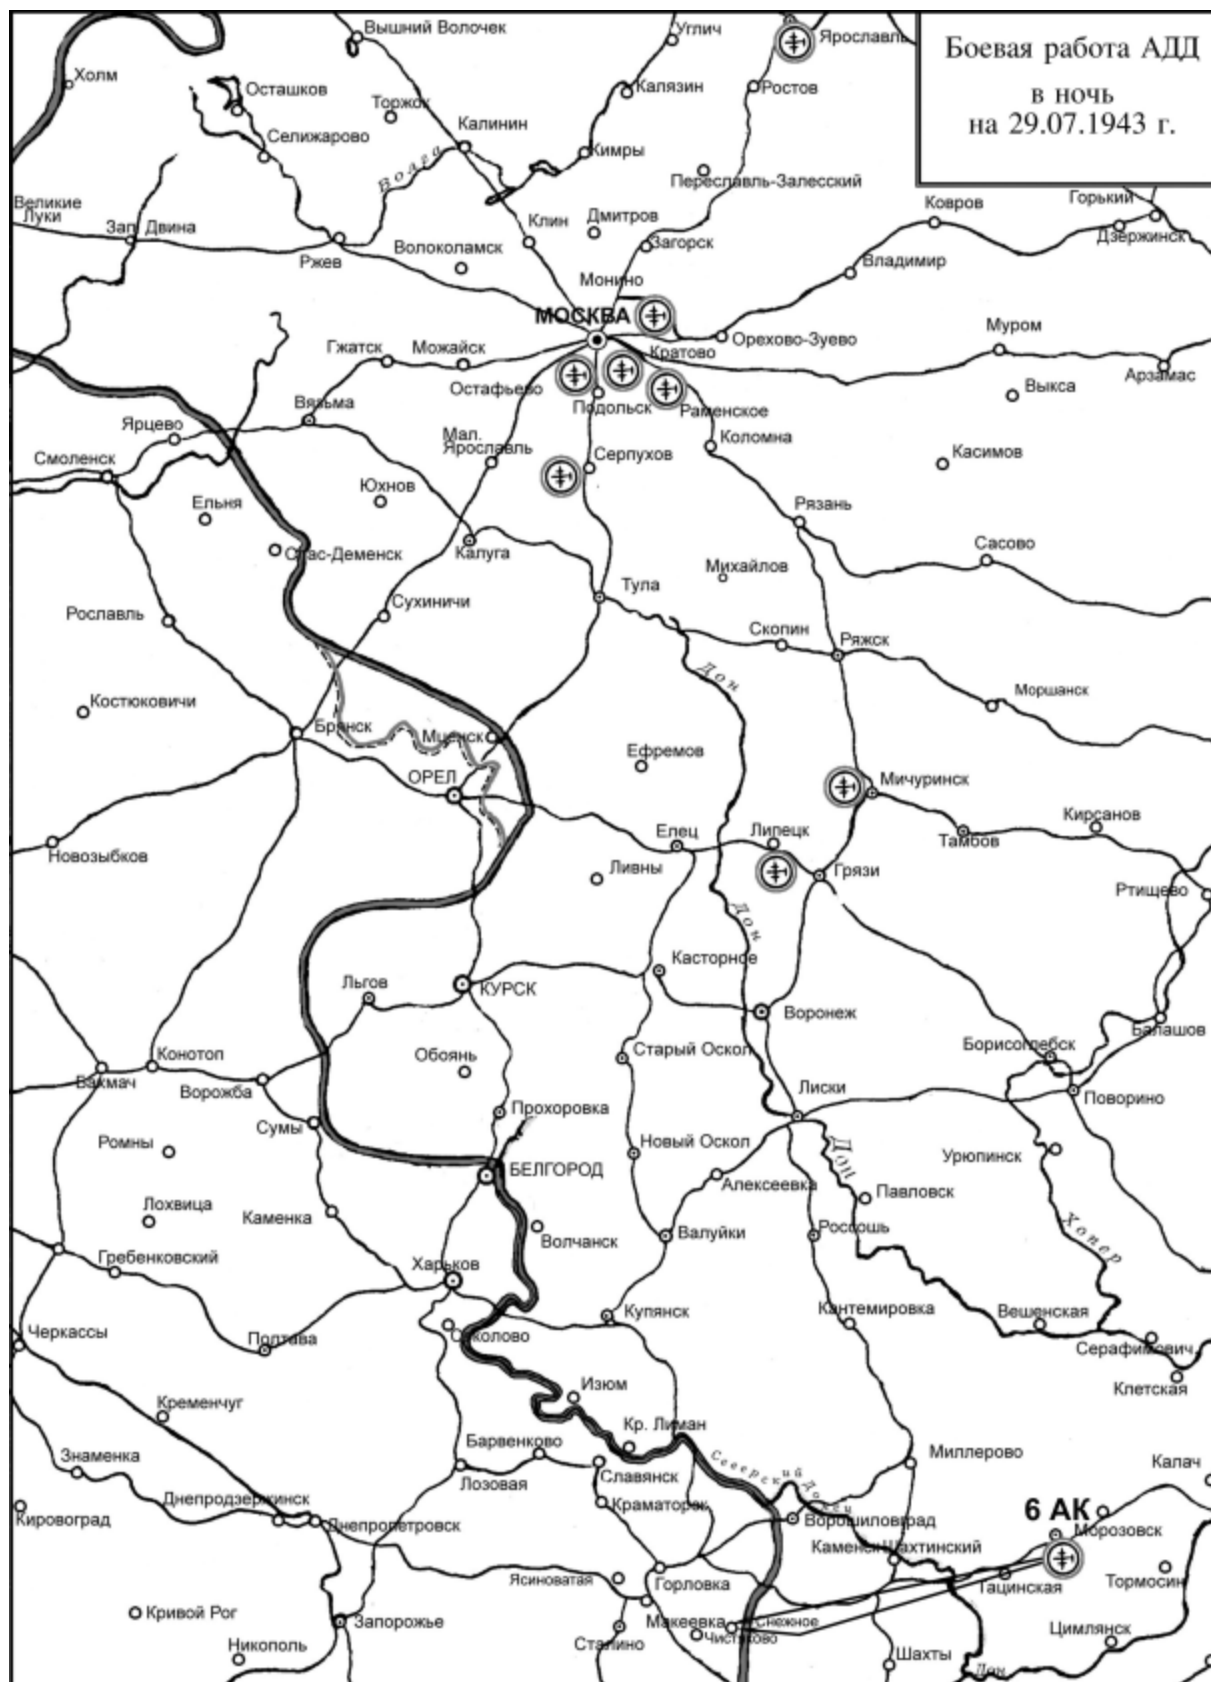 Боевая работа АДД
в ночь
на 29.07.1943 г.
Вышний Волочек
Углич
Ярославль
Холм
Осташков
Торжок
Калязин
Ростов
Селижарово
Калинин
Кимры
Волга
Переславль-Залесский
Великие
Луки
Зап. Двина
Ржев
Волоколамск
Клин
Дмитров
Загорск
Ковров
Горький
Дзержинск
Владимир
Монино
МОСКВА
Орехово-Зуево
Муром
Гжатск
Можайск
Кратово
Остафьево
Подольск
Раменское
Выкса
Арзамас
Вязьма
Ярцево
Мал.
Ярославль
Серпухов
Коломна
Касимов
Смоленск
Ельня
Юхнов
Рязань
Спас-Деменск
Калуга
Тула
Михайлов
Сасово
Рославль
Сухиничи
Скопин
Ряжск
Дон
Костюковичи
Моршанск
Брянск
Мценск
Ефремов
ОРЕЛ
Мичуринск
Кирсанов
Новозыбков
Елец
Липецк
Тамбов
Ливны
Грязи
Ртищево
Дон
Касторное
Льгов
КУРСК
Воронеж
Балашов
Конотоп
Обоянь
Старый Оскол
Борисоглебск
Бахмач
Ворожба
Лиски
Поворино
Сумы
Прохоровка
Ромны
Новый Оскол
Дон
Урюпинск
БЕЛГОРОД
Алексеевка
Павловск
Лохвица
Каменка
Волчанск
Валуйки
Россошь
Хопер
Гребенковский
Харьков
Черкассы
Полтава
Соколово
Купянск
Кантемировка
Вешенская
Серафимович
Клетская
Изюм
Кременчуг
Кр. Лиман
Барвенково
Северский Донец
Миллерово
Калач
Знаменка
Лозовая
Славянск
Краматорск
Кировоград
Днепродзержинск
Днепропетровск
Ворошиловград
6 АК
Морозовск
Каменск-Шахтинский
Ясиноватая
Горловка
Тацинская
Тормосин
Кривой Рог
Запорожье
Макеевка
Снежное
Сталино
Чистяково
Цимлянск
Никополь
Шахты
Дон